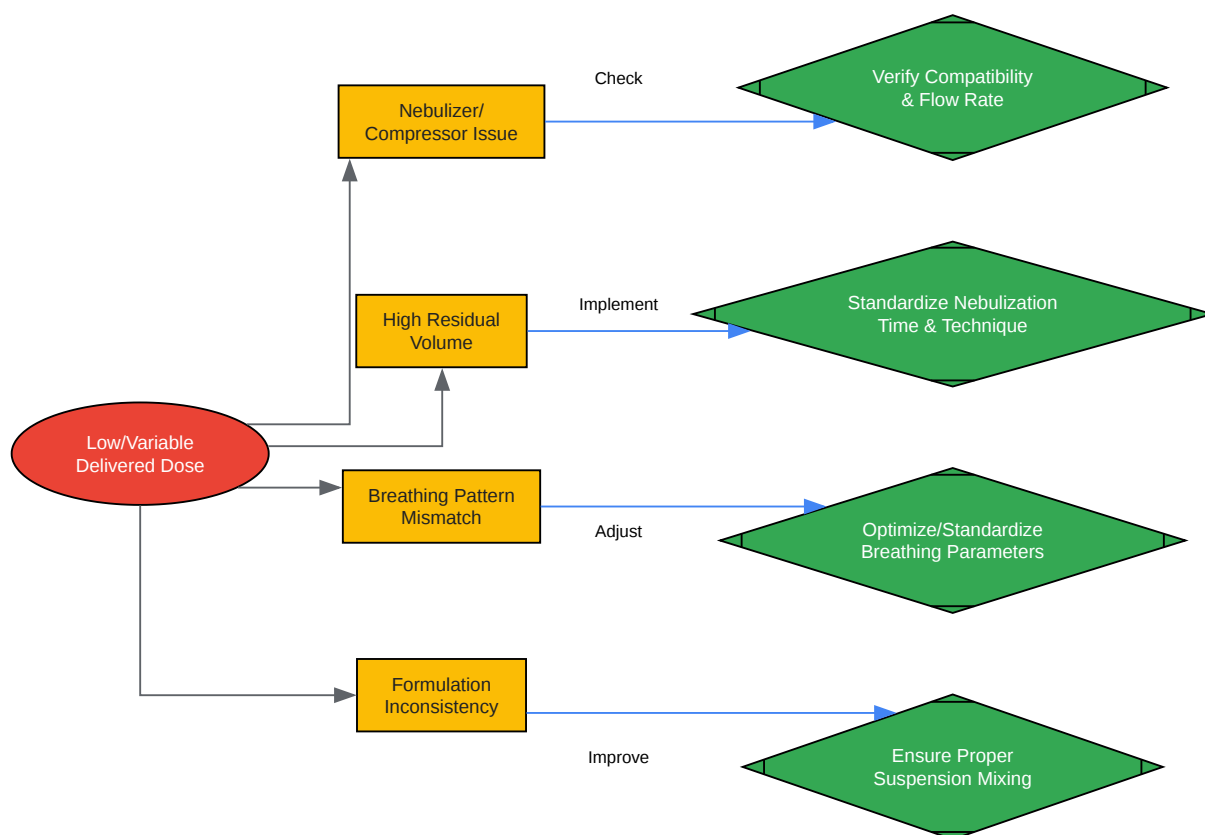 Check
Verify Compatibility
& Flow Rate
Nebulizer/
Compressor Issue
Implement
Standardize Nebulization
Time & Technique
High Residual
Volume
Low/Variable
Delivered Dose
Breathing Pattern
Mismatch
Adjust
Optimize/Standardize
Breathing Parameters
Formulation
Inconsistency
Improve
Ensure Proper
Suspension Mixing